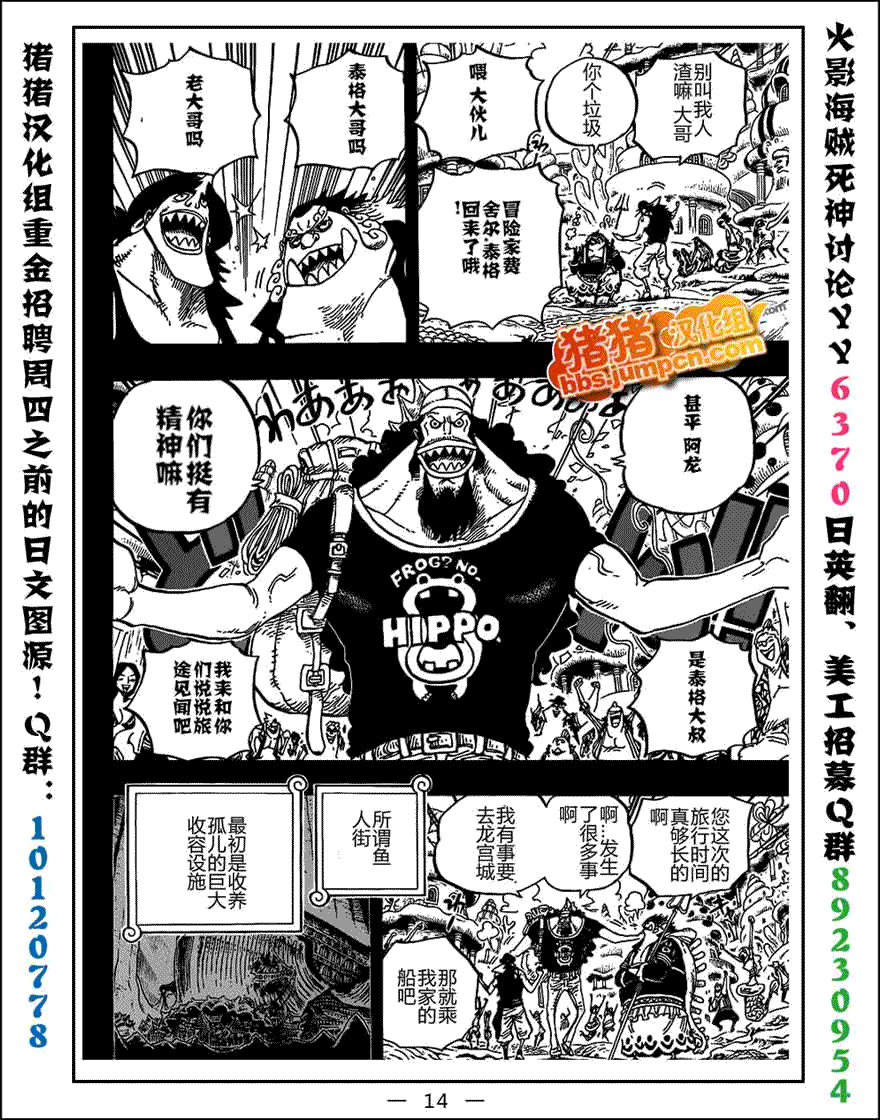 火影海贼死神讨论YY6370日英翻、美工招募Q群89230954
别叫我人
渣嘛 大哥
你个垃圾
喂 大伙儿
冒险家费
舍尔·泰格
回来了哦
!
泰格大哥吗
老大哥吗
猪猪汉化组
bbs.jumpcn.com
甚平 阿龙
あぁあぁあ
你们挺有
精神嘛
FROG? NO.
HIPPO
是泰格大叔
我来和你
们说说旅
途见闻吧
您这次的
旅行时间
真够长的
啊
啊...发生
了很多事
啊
我有事要
去龙宫城
那就乘
我家的
船吧
所谓鱼
人街
最初是收养
孤儿的巨大
收容设施
猪猪汉化组重金招聘周四之前的日文图源！Q群：10120778
— 14 —